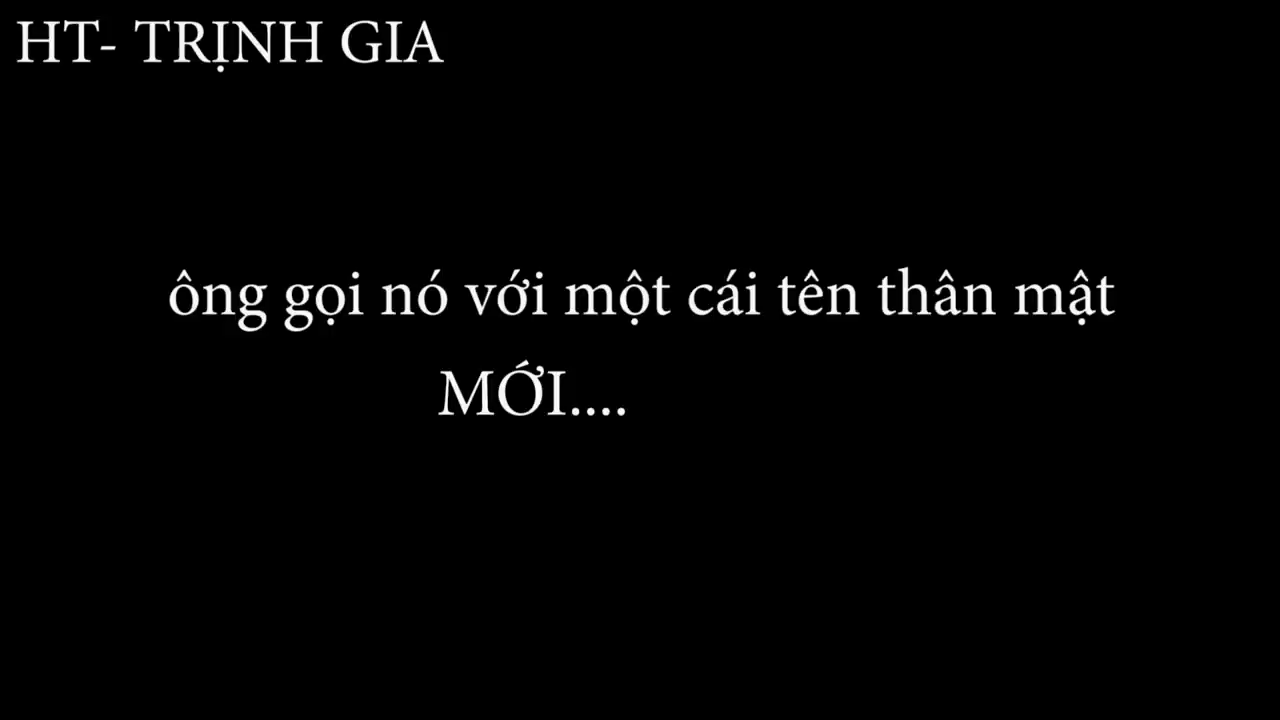 HT- TRỊNH GIA
ông gọi nó với một cái tên thân mật
MỚI....